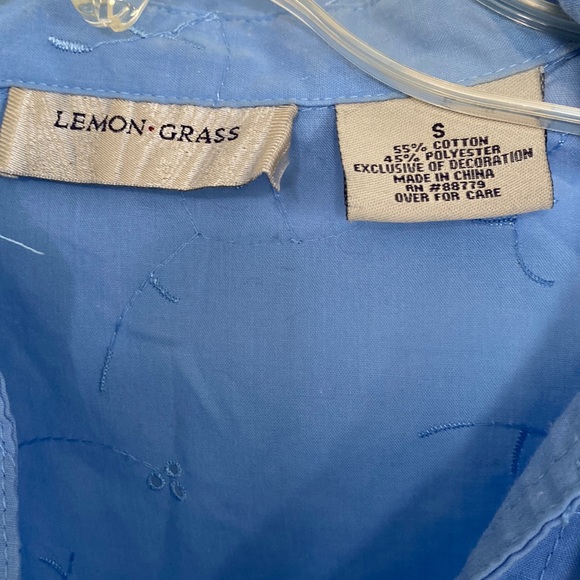 LEMON·GRASS
S
55% COTTON
45% POLYESTER
EXCLUSIVE OF DECORATION
MADE IN CHINA
RN #88779
OVER FOR CARE